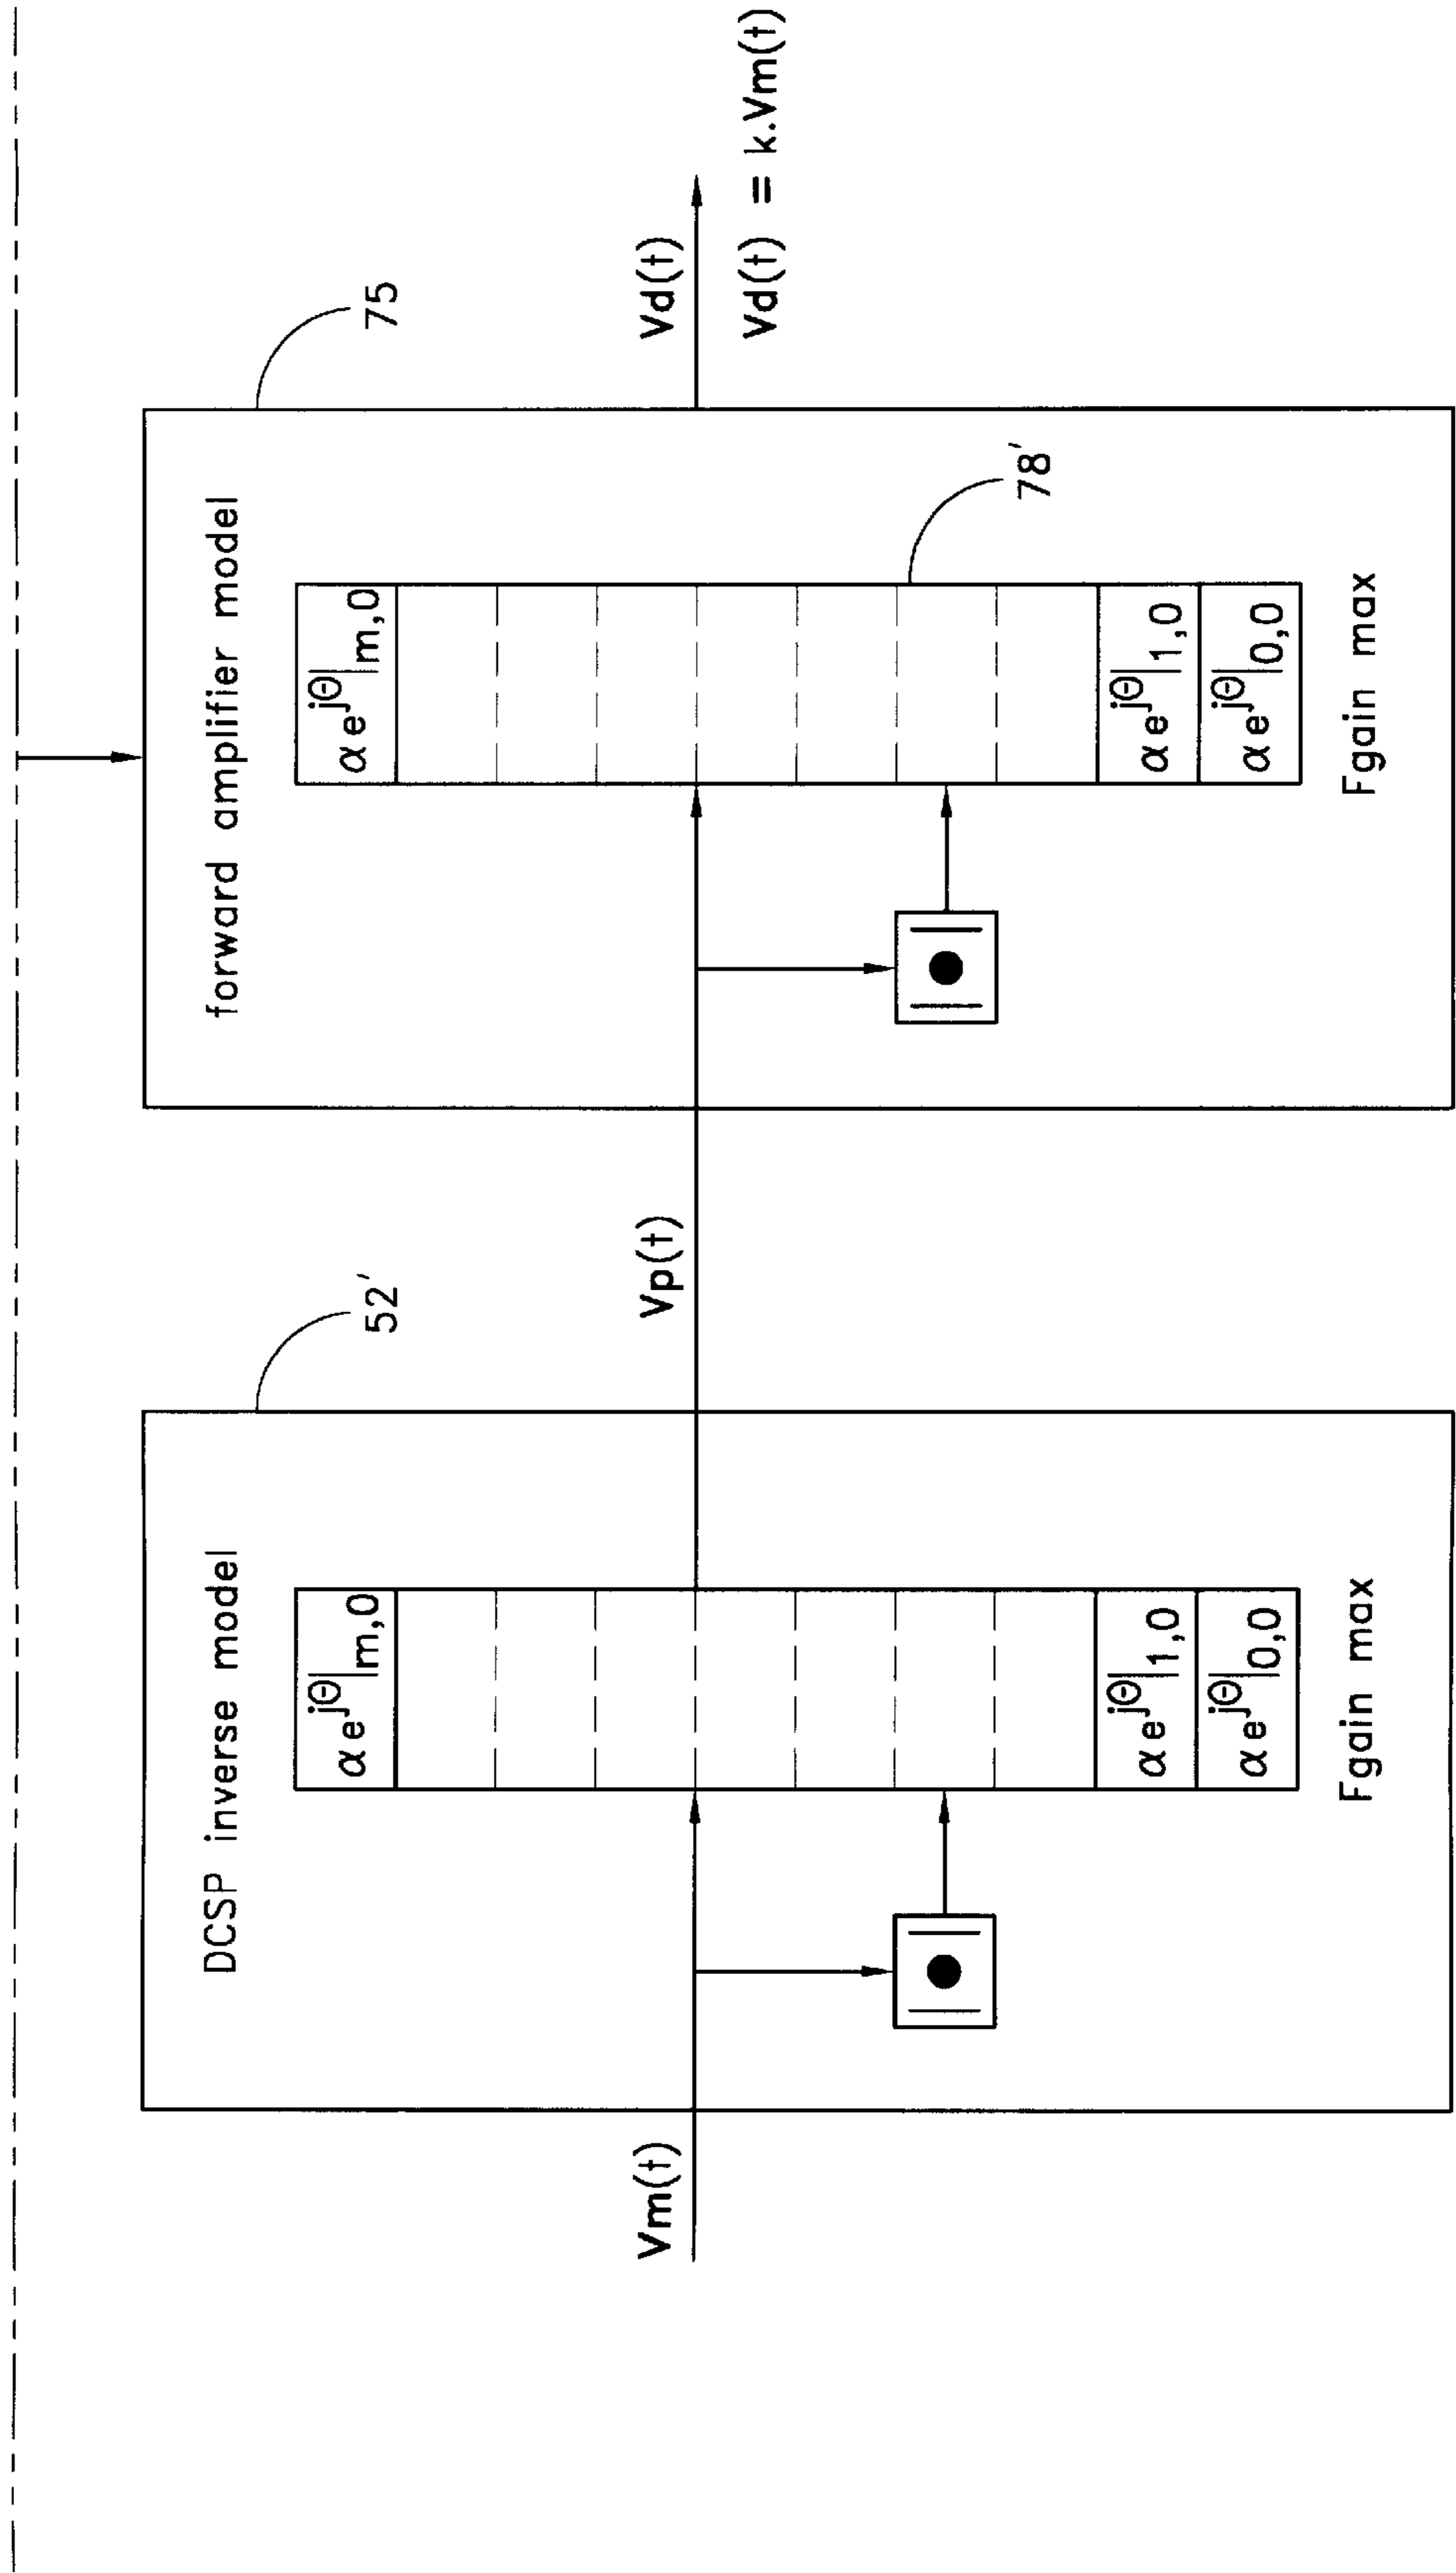 DCSP inverse model
αe^jΘ|m,0
αe^jΘ|1,0
αe^jΘ|0,0
Fgain max
52'
Vm(t)
Vp(t)
forward amplifier model
αe^jΘ|m,0
αe^jΘ|1,0
αe^jΘ|0,0
Fgain max
75
78'
Vd(t)
Vd(t) = k.Vm(t)